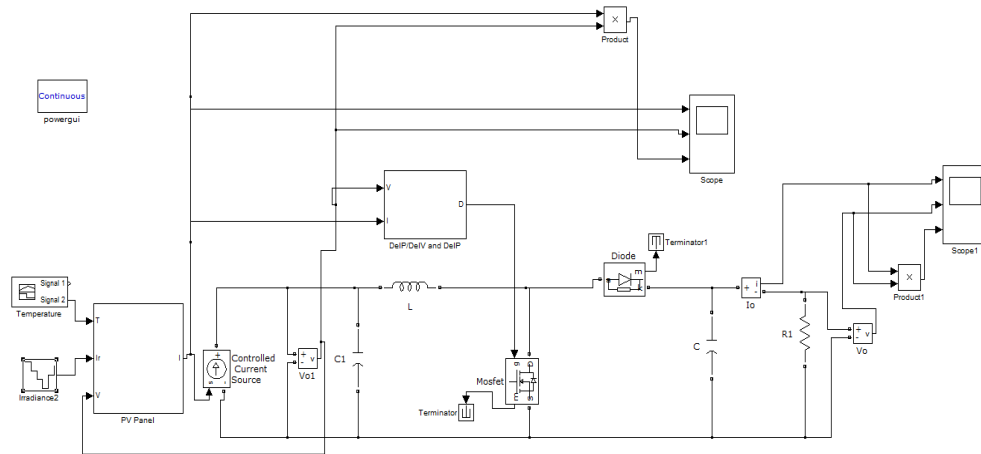 Product
Continuous
powergui
Scope
V
I
D
DelP/DelV and DelP
Scope1
Terminator1
Diode
Product1
Signal 1
Signal 2
Temperature
L
Io
T
Ir
V
I
PV Panel
Irradiance2
Controlled
Current
Source
Vo1
C1
Mosfet
Terminator
C
R1
Vo